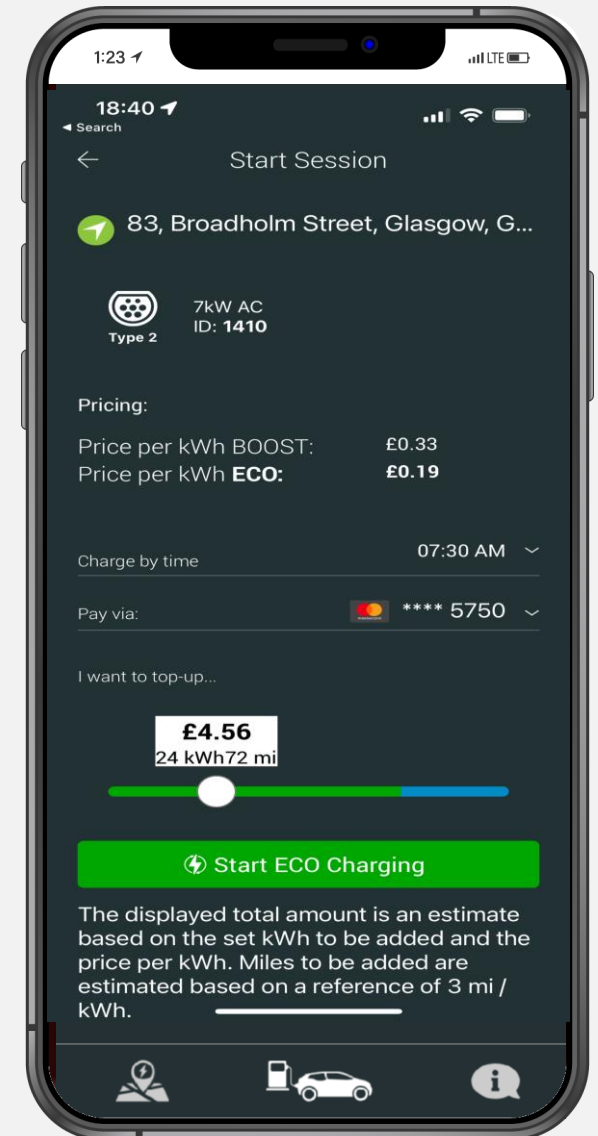 1:23
LTE
18:40
Search
Start Session
83, Broadholm Street, Glasgow, G...
Type 2
7kW AC
ID: 1410
Pricing:
Price per kWh BOOST: £0.33
Price per kWh ECO: £0.19
Charge by time 07:30 AM
Pay via: **** 5750
I want to top-up...
£4.56
24 kWh72 mi
Start ECO Charging
The displayed total amount is an estimate
based on the set kWh to be added and the
price per kWh. Miles to be added are
estimated based on a reference of 3 mi /
kWh.